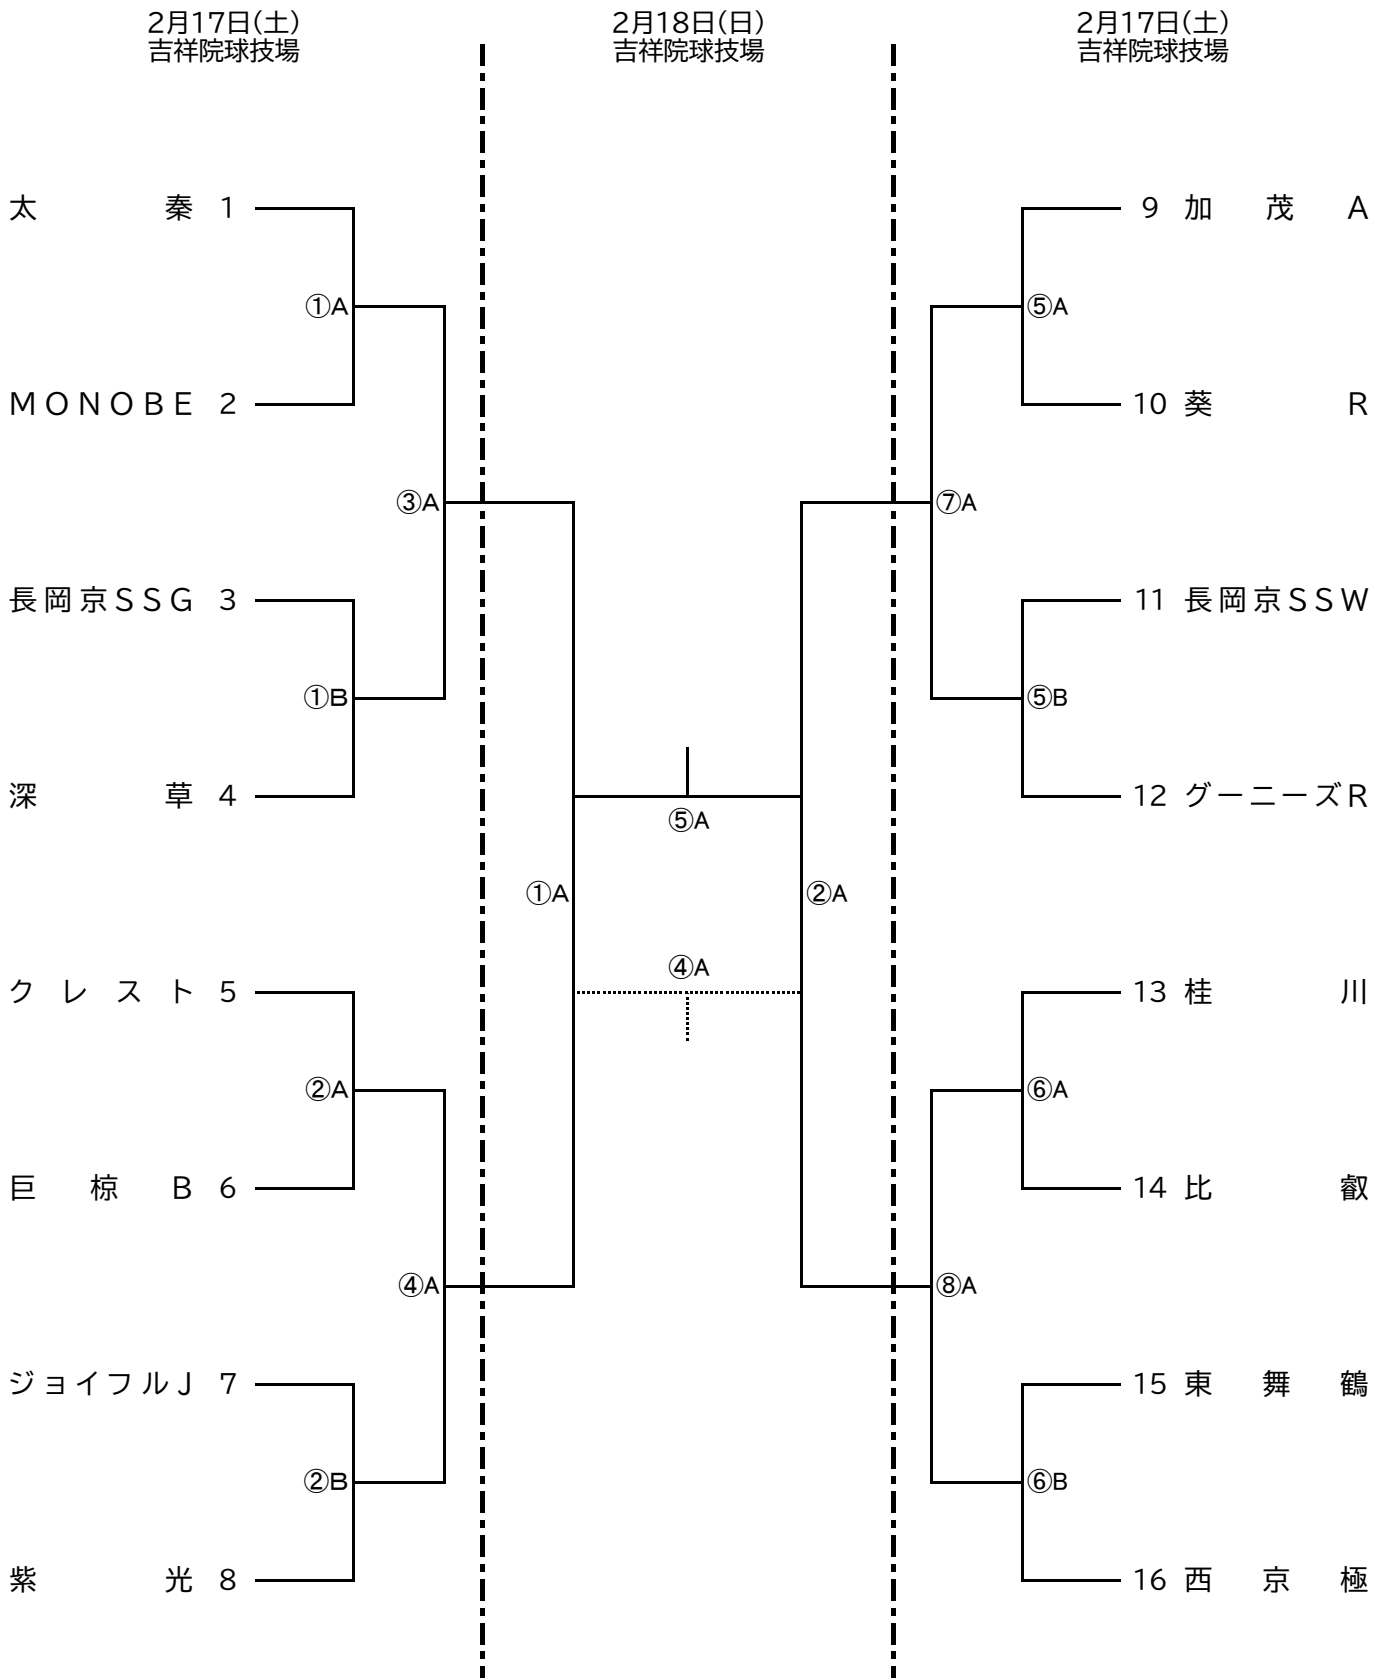 2月17日(土)
吉祥院球技場
2月18日(日)
吉祥院球技場
2月17日(土)
吉祥院球技場
太秦 1
①A
MONOBE 2
③A
長岡京SSG 3
①B
深草 4
クレスト 5
②A
巨椋B 6
④A
ジョイフルJ 7
②B
紫光 8
⑤A
①A
②A
④A
9 加茂A
⑤A
10 葵R
⑦A
11 長岡京SSW
⑤B
12 グーニーズR
13 桂川
⑥A
14 比叡
⑧A
15 東舞鶴
⑥B
16 西京極